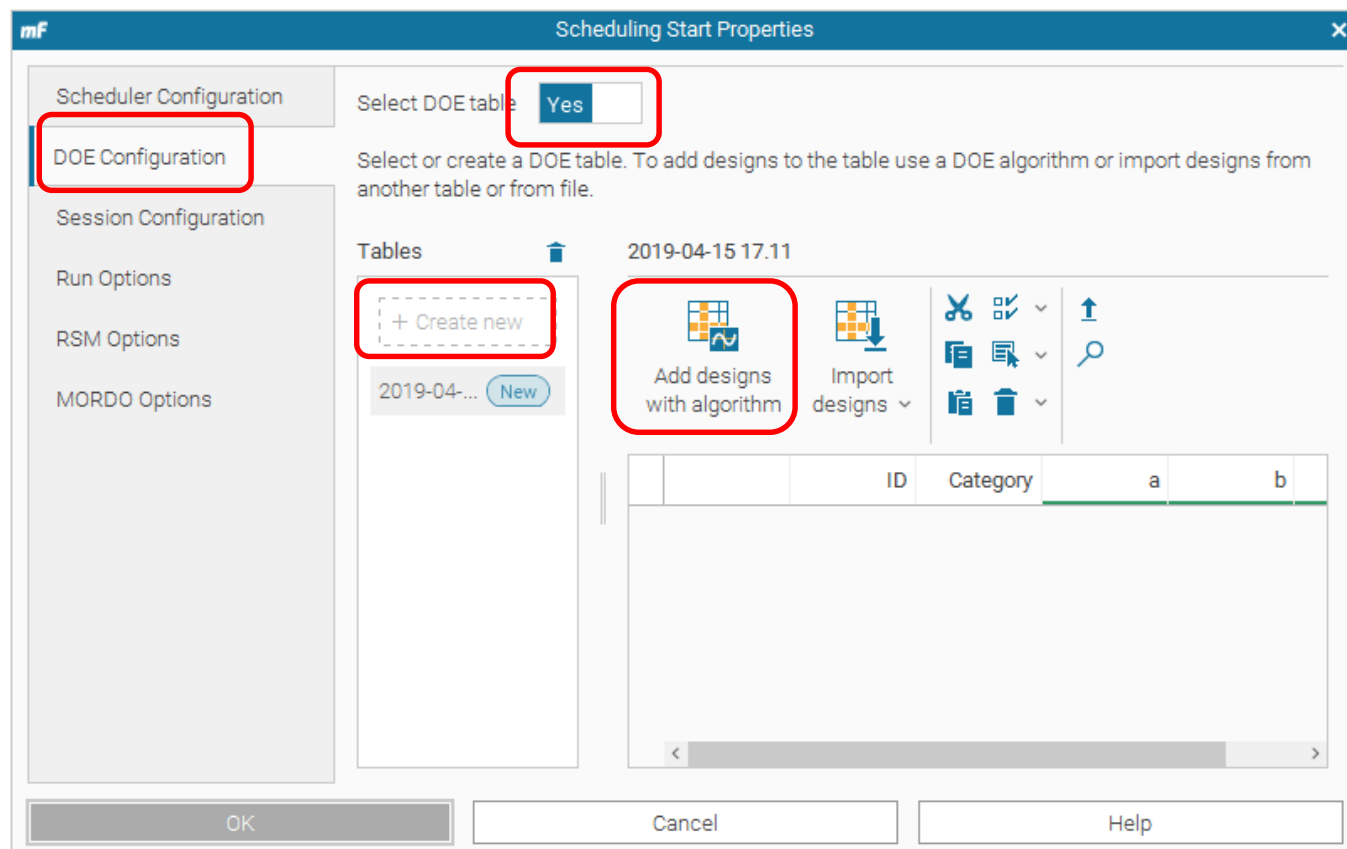 mF
Scheduling Start Properties
Scheduler Configuration
DOE Configuration
Session Configuration
Run Options
RSM Options
MORDO Options
Select DOE table
Yes
Select or create a DOE table. To add designs to the table use a DOE algorithm or import designs from
another table or from file.
Tables
+ Create new
2019-04-... New
2019-04-15 17.11
Add designs
with algorithm
Import
designs
ID Category a b
OK
Cancel
Help